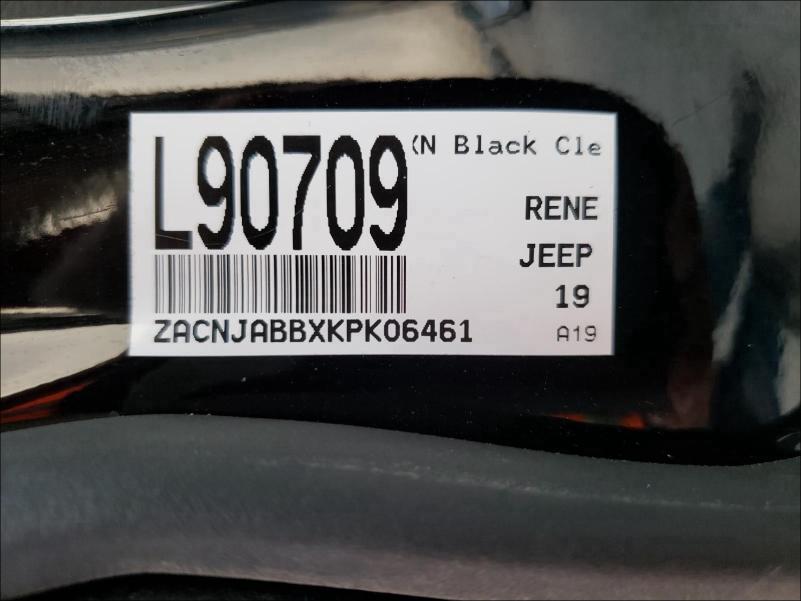 L90709 (N Black Cle
RENE
JEEP
19
ZACNJABBXKPK06461
A19